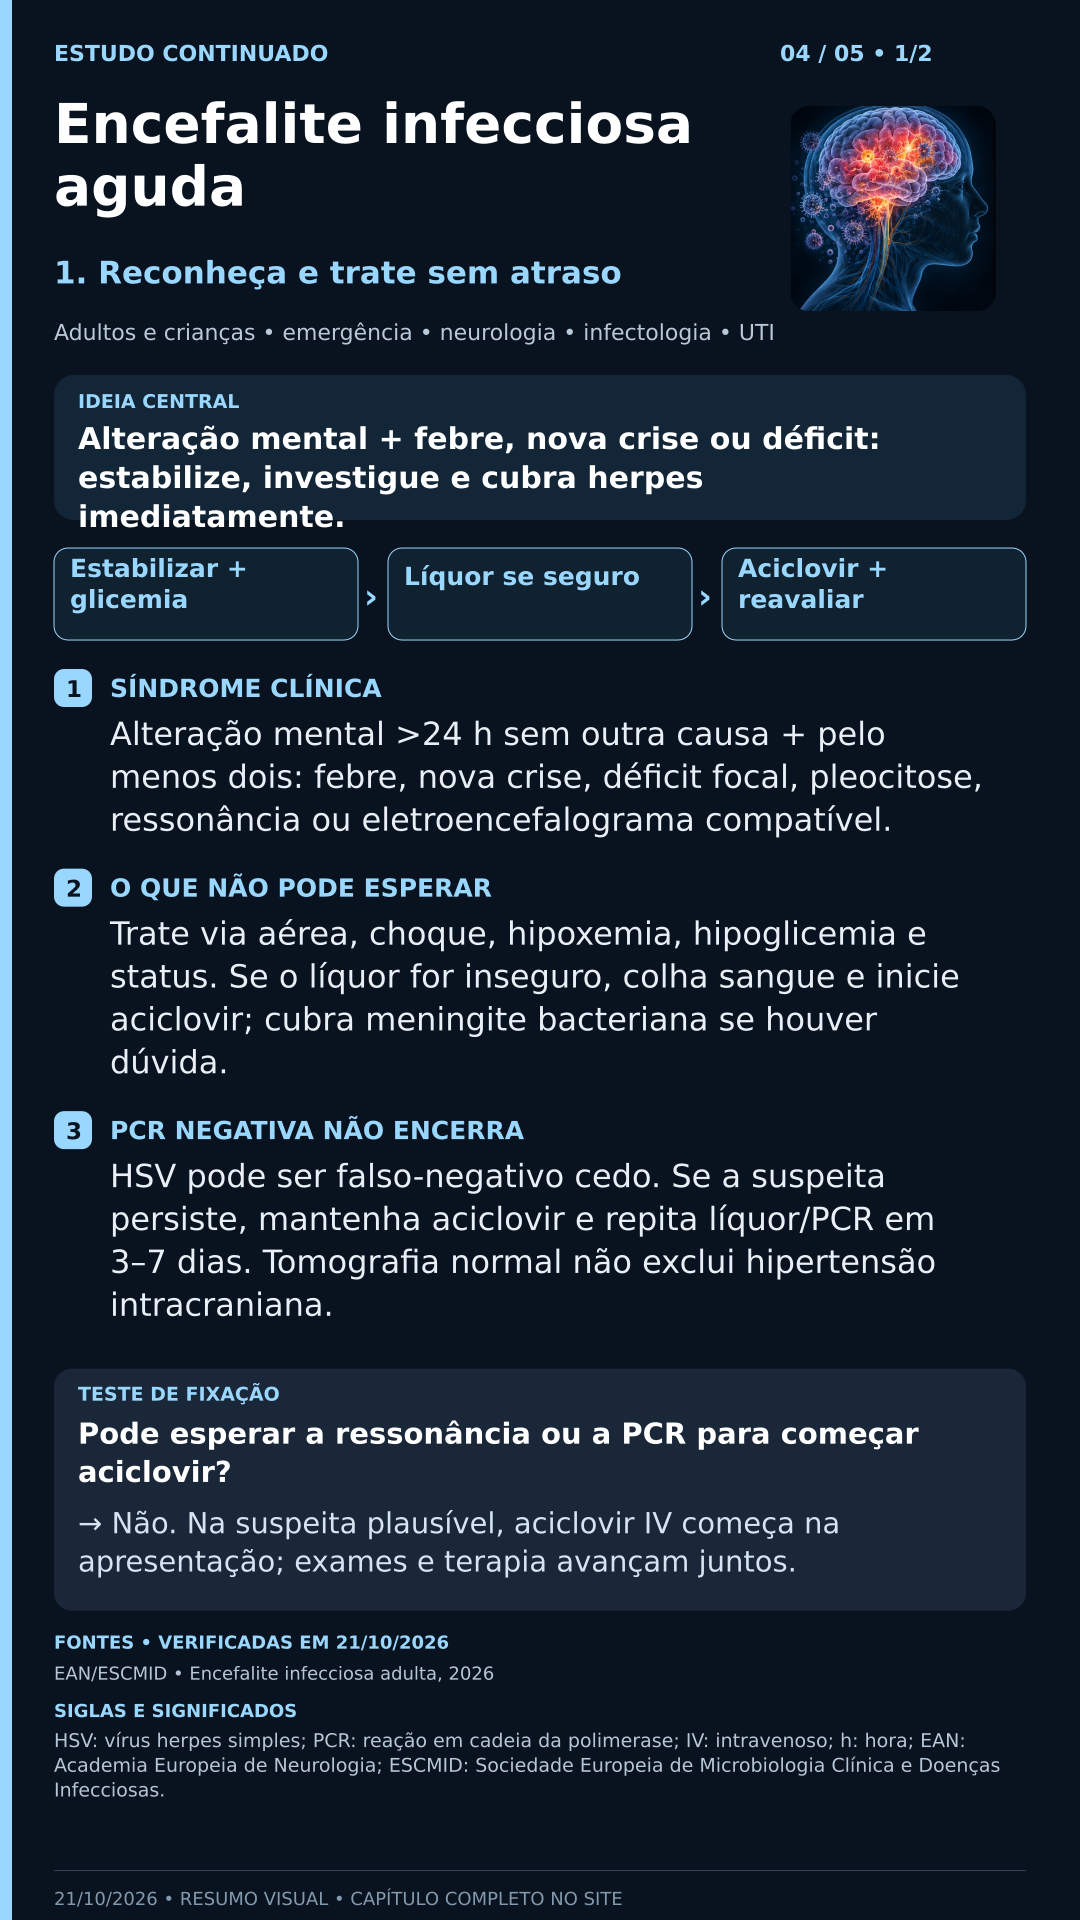 ESTUDO CONTINUADO
04 / 05 • 1/2
Encefalite infecciosa
aguda
1. Reconheça e trate sem atraso
Adultos e crianças • emergência • neurologia • infectologia • UTI
IDEIA CENTRAL
Alteração mental + febre, nova crise ou déficit:
estabilize, investigue e cubra herpes
imediatamente.
Estabilizar +
glicemia
›
Líquor se seguro
›
Aciclovir +
reavaliar
1 SÍNDROME CLÍNICA
Alteração mental >24 h sem outra causa + pelo
menos dois: febre, nova crise, déficit focal, pleocitose,
ressonância ou eletroencefalograma compatível.
2 O QUE NÃO PODE ESPERAR
Trate via aérea, choque, hipoxemia, hipoglicemia e
status. Se o líquor for inseguro, colha sangue e inicie
aciclovir; cubra meningite bacteriana se houver
dúvida.
3 PCR NEGATIVA NÃO ENCERRA
HSV pode ser falso-negativo cedo. Se a suspeita
persiste, mantenha aciclovir e repita líquor/PCR em
3–7 dias. Tomografia normal não exclui hipertensão
intracraniana.
TESTE DE FIXAÇÃO
Pode esperar a ressonância ou a PCR para começar
aciclovir?
→ Não. Na suspeita plausível, aciclovir IV começa na
apresentação; exames e terapia avançam juntos.
FONTES • VERIFICADAS EM 21/10/2026
EAN/ESCMID • Encefalite infecciosa adulta, 2026
SIGLAS E SIGNIFICADOS
HSV: vírus herpes simples; PCR: reação em cadeia da polimerase; IV: intravenoso; h: hora; EAN:
Academia Europeia de Neurologia; ESCMID: Sociedade Europeia de Microbiologia Clínica e Doenças
Infecciosas.
21/10/2026 • RESUMO VISUAL • CAPÍTULO COMPLETO NO SITE